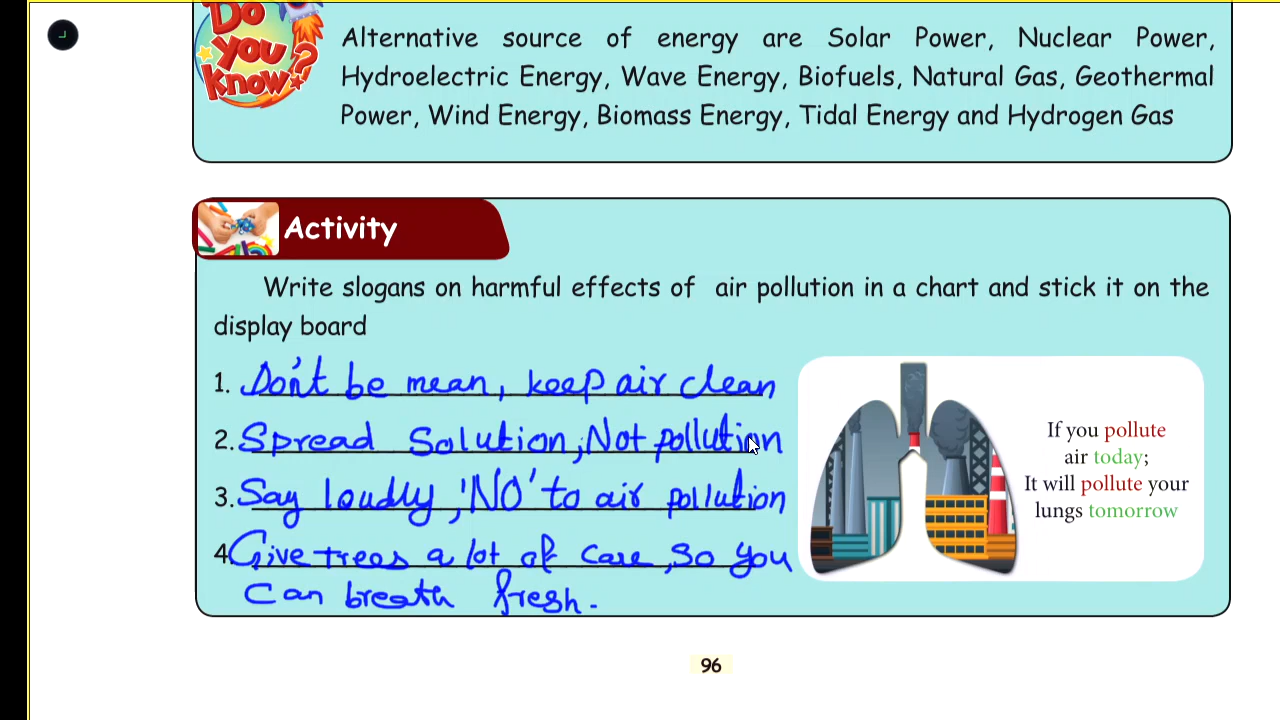 Do
you
know?
Alternative source of energy are Solar Power, Nuclear Power,
Hydroelectric Energy, Wave Energy, Biofuels, Natural Gas, Geothermal
Power, Wind Energy, Biomass Energy, Tidal Energy and Hydrogen Gas
Activity
Write slogans on harmful effects of air pollution in a chart and stick it on the
display board
1. Don't be mean, keep air clean
2. Spread Solution, Not pollution
3. Say loudly, 'NO' to air pollution
4. Give trees a lot of care, so you
can breath fresh.
If you pollute
air today;
It will pollute your
lungs tomorrow
96